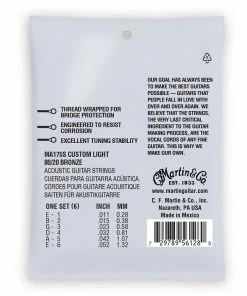 OUR GOAL HAS ALWAYS BEEN
TO MAKE THE BEST GUITARS
POSSIBLE — GUITARS THAT
PEOPLE FALL IN LOVE WITH
OVER AND OVER AGAIN. WE
BELIEVE THAT THE STRINGS,
THE VERY LAST CRITICAL
INGREDIENT IN THE GUITAR
MAKING PROCESS, ARE THE
VOCAL CORDS OF ANY FINE
GUITAR. THIS IS WHY WE
MAKE OUR OWN.
THREAD WRAPPED FOR
BRIDGE PROTECTION
ENGINEERED TO RESIST
CORROSION
EXCELLENT TUNING STABILITY
MA175S CUSTOM LIGHT
80/20 BRONZE
ACOUSTIC GUITAR STRINGS
CUERDAS PARA GUITARRA ACÚSTICA
CORDES POUR GUITARE ACOUSTIQUE
SAITEN FÜR AKUSTIKGITARRE
ONE SET (6) INCH MM
E - 1 .011 0.28
B - 2 .015 0.38
G - 3 .023 0.58
D - 4 .032 0.81
A - 5 .042 1.07
E - 6 .052 1.32
C.F. Martin & Co.
EST. 1833
www.martinguitar.com
C. F. Martin & Co., Inc.
Nazareth, PA USA
Made in Mexico
7 29789 56128 0